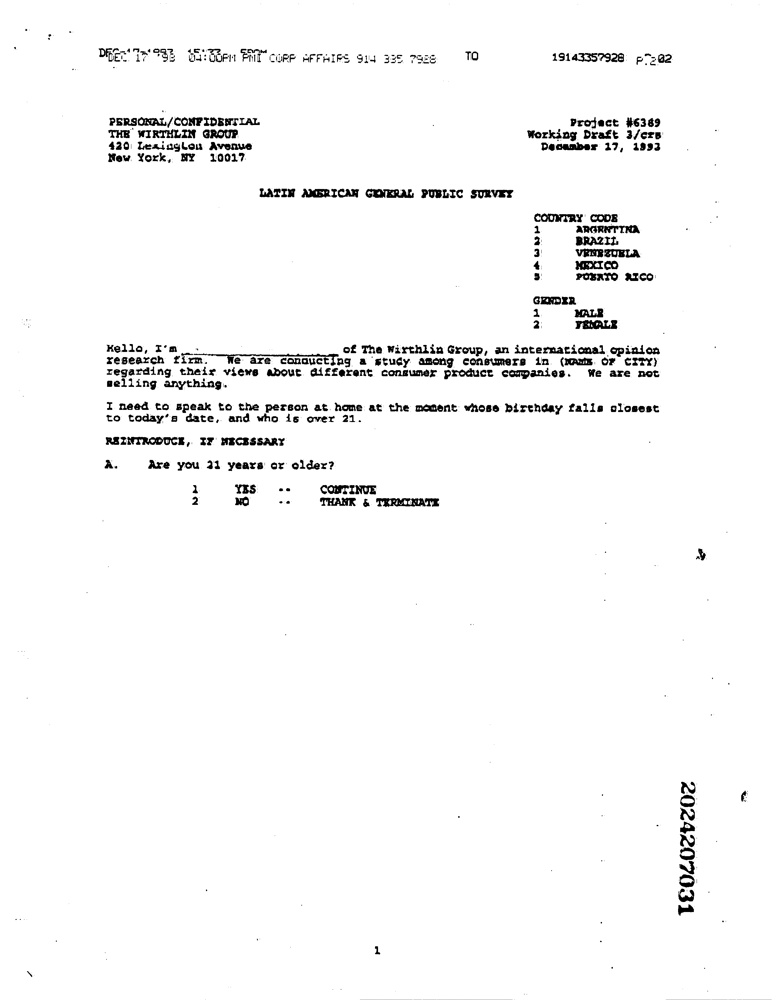 DEC 17 '93 04:00PM PMI CORP AFFAIRS 914 335 7928 TO 19143357928 P.02
PERSONAL/CONFIDENTIAL Project #6369
THE WIRTHLIN GROUP Working Draft 3/crs
420 Lexington Avenue December 17, 1993
New York, NY 10017
LATIN AMERICAN GENERAL PUBLIC SURVEY
COUNTRY CODE
1 ARGENTINA
2 BRAZIL
3 VENEZUELA
4 MEXICO
5 PUERTO RICO
GENDER
1 MALE
2 FEMALE
Hello, I'm ____________________ of The Wirthlin Group, an international opinion
research firm. We are conducting a study among consumers in (NAME OF CITY)
regarding their views about different consumer product companies. We are not
selling anything.
I need to speak to the person at home at the moment whose birthday falls closest
to today's date, and who is over 21.
REINTRODUCE, IF NECESSARY
A. Are you 21 years or older?
1 YES -- CONTINUE
2 NO -- THANK & TERMINATE
2024207031
1